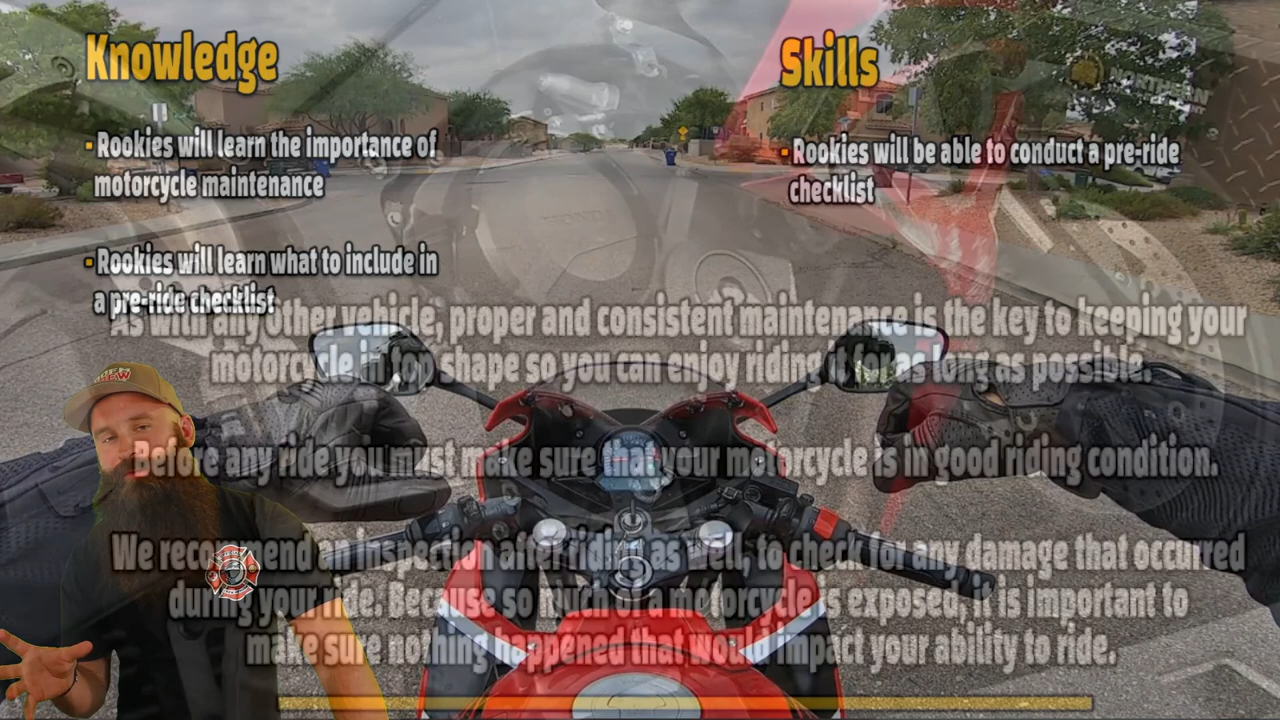 Knowledge
Rookies will learn the importance of
motorcycle maintenance
Rookies will learn what to include in
a pre-ride checklist
Skills
Rookies will be able to conduct a pre-ride
checklist
As with any other vehicle, proper and consistent maintenance is the key to keeping your
motorcycle in top shape so you can enjoy riding it for as long as possible.
Before any ride you must make sure that your motorcycle is in good riding condition.
We recommend an inspection after riding as well, to check for any damage that occurred
during your ride. Because so much of a motorcycle is exposed, it is important to
make sure nothing happened that would impact your ability to ride.
HONDA